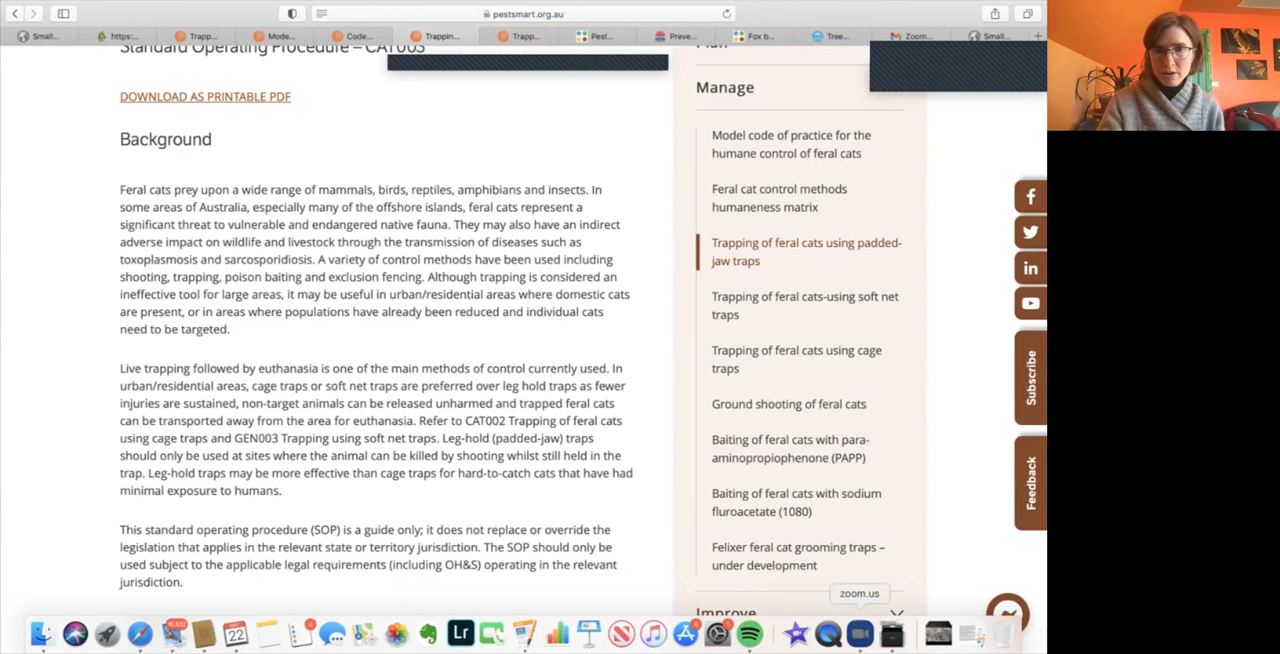 pestsmart.org.au
Small...
https:...
Trapp...
Mode...
Code...
Trappin...
Trapp...
Pest...
Preve...
Fox b...
Tree...
Zoom...
Small...
Standard Operating Procedure – CAT003
DOWNLOAD AS PRINTABLE PDF
Background
Feral cats prey upon a wide range of mammals, birds, reptiles, amphibians and insects. In
some areas of Australia, especially many of the offshore islands, feral cats represent a
significant threat to vulnerable and endangered native fauna. They may also have an indirect
adverse impact on wildlife and livestock through the transmission of diseases such as
toxoplasmosis and sarcosporidiosis. A variety of control methods have been used including
shooting, trapping, poison baiting and exclusion fencing. Although trapping is considered an
ineffective tool for large areas, it may be useful in urban/residential areas where domestic cats
are present, or in areas where populations have already been reduced and individual cats
need to be targeted.
Live trapping followed by euthanasia is one of the main methods of control currently used. In
urban/residential areas, cage traps or soft net traps are preferred over leg hold traps as fewer
injuries are sustained, non-target animals can be released unharmed and trapped feral cats
can be transported away from the area for euthanasia. Refer to CAT002 Trapping of feral cats
using cage traps and GEN003 Trapping using soft net traps. Leg-hold (padded-jaw) traps
should only be used at sites where the animal can be killed by shooting whilst still held in the
trap. Leg-hold traps may be more effective than cage traps for hard-to-catch cats that have had
minimal exposure to humans.
This standard operating procedure (SOP) is a guide only; it does not replace or override the
legislation that applies in the relevant state or territory jurisdiction. The SOP should only be
used subject to the applicable legal requirements (including OH&S) operating in the relevant
jurisdiction.
Plan
Manage
Model code of practice for the
humane control of feral cats
Feral cat control methods
humaneness matrix
Trapping of feral cats using padded-
jaw traps
Trapping of feral cats-using soft net
traps
Trapping of feral cats using cage
traps
Ground shooting of feral cats
Baiting of feral cats with para-
aminopropiophenone (PAPP)
Baiting of feral cats with sodium
fluroacetate (1080)
Felixer feral cat grooming traps –
under development
Improve
Subscribe
Feedback
zoom.us
22
Lr